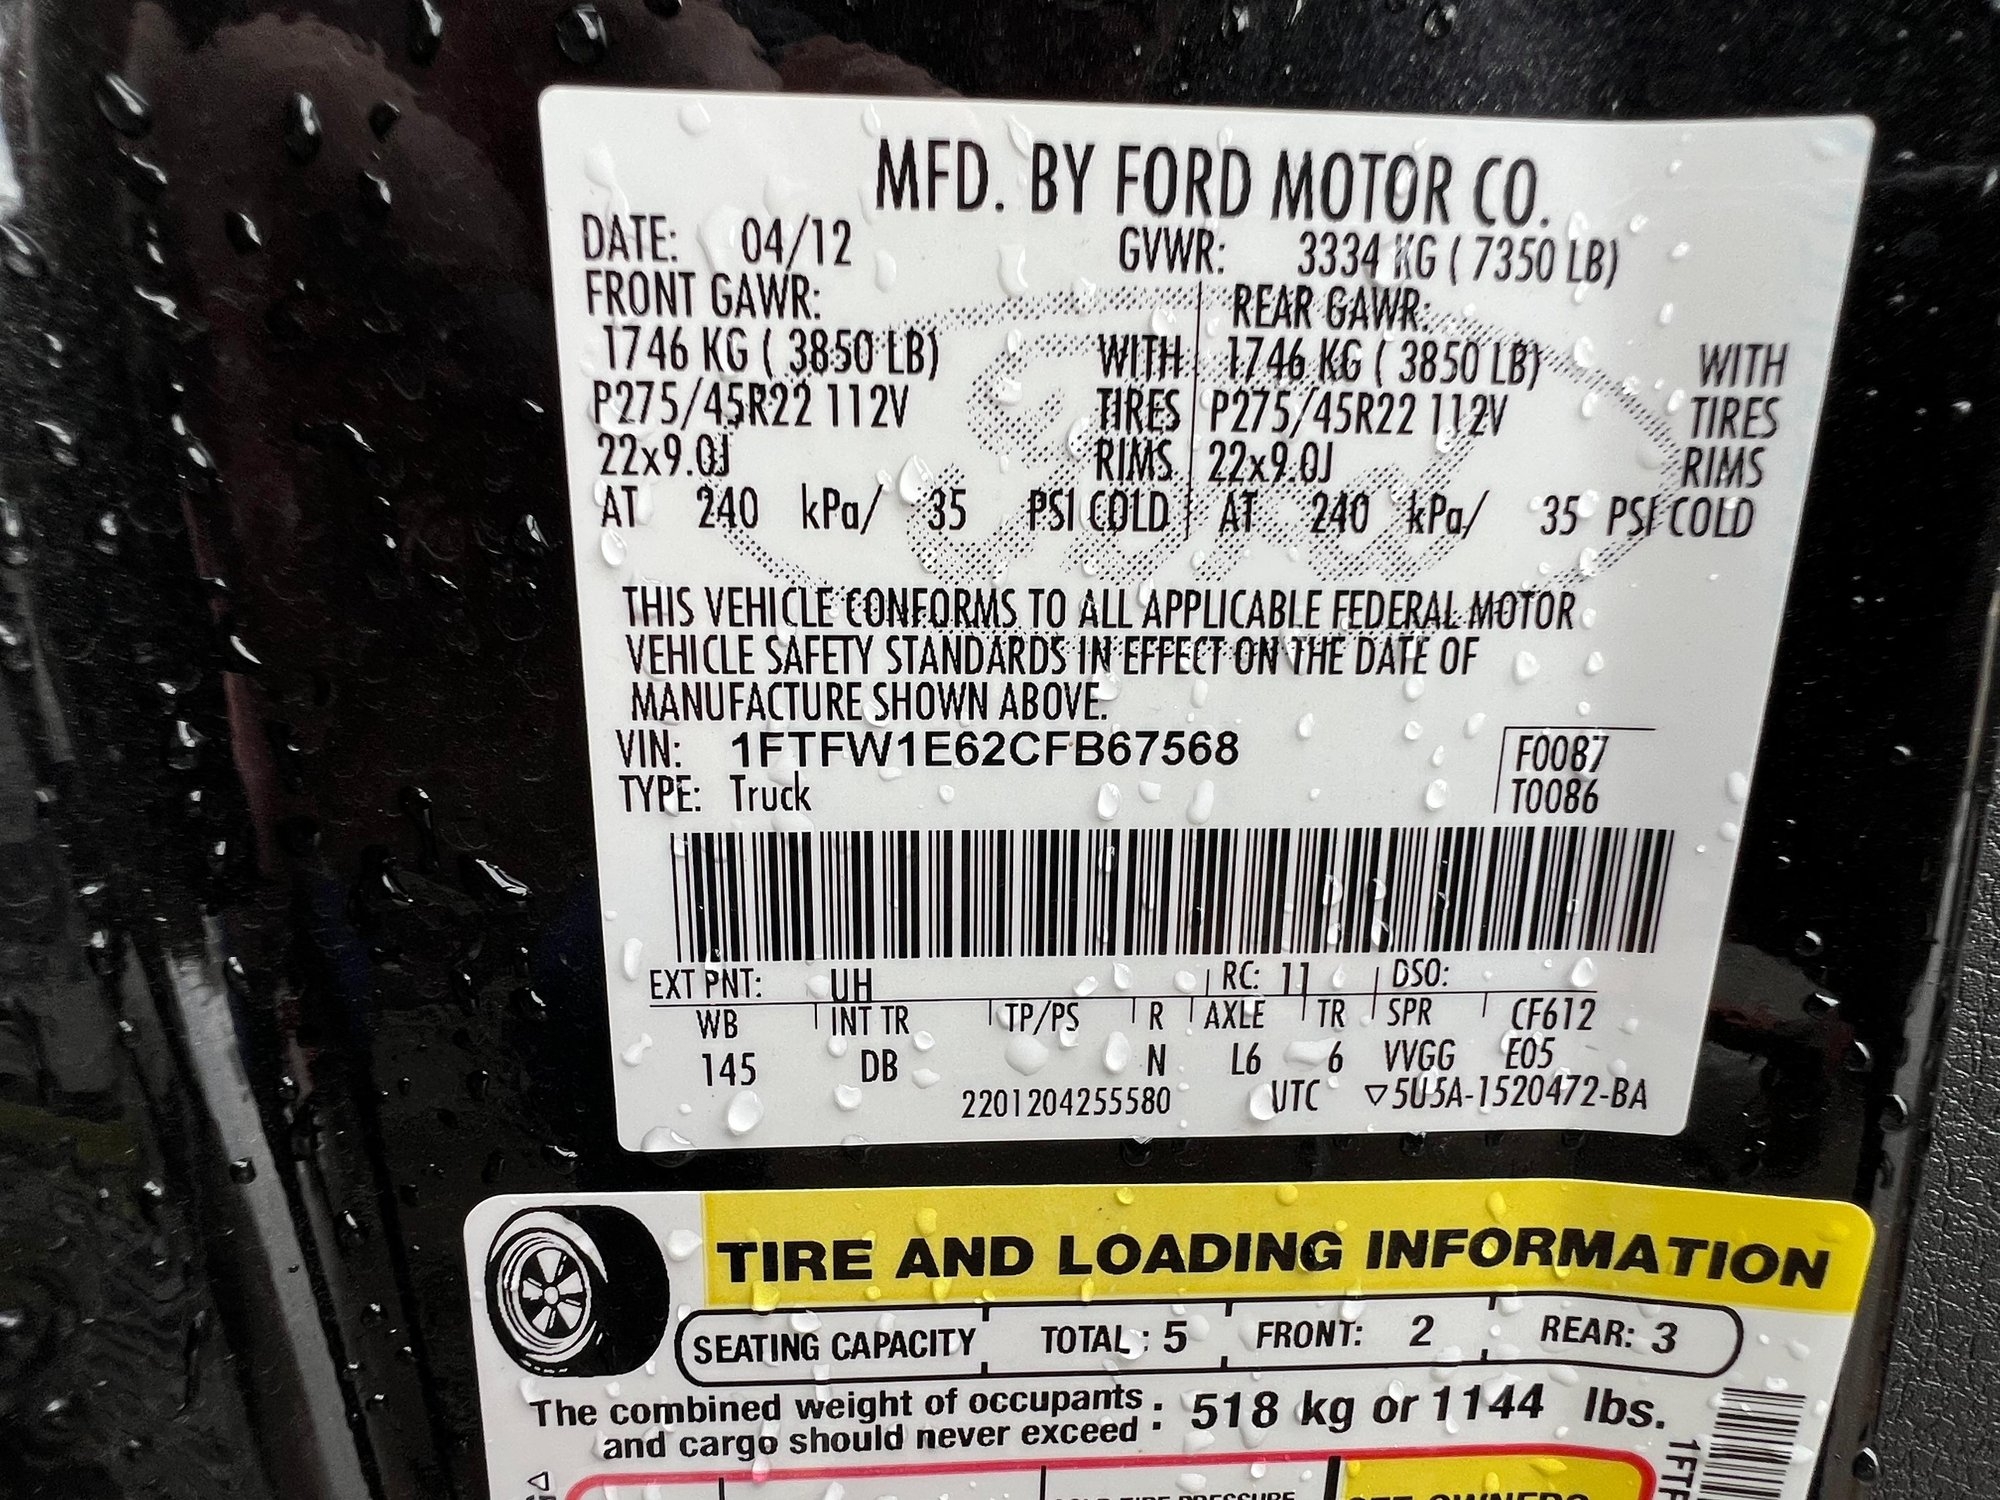 MFD. BY FORD MOTOR CO.
DATE: 04/12 GVWR: 3334 KG ( 7350 LB)
FRONT GAWR: REAR GAWR:
1746 KG ( 3850 LB) WITH 1746 KG ( 3850 LB) WITH
P275/45R22 112V TIRES P275/45R22 112V TIRES
22x9.0J RIMS 22x9.0J RIMS
AT 240 kPa/ 35 PSI COLD AT 240 kPa/ 35 PSI COLD
THIS VEHICLE CONFORMS TO ALL APPLICABLE FEDERAL MOTOR
VEHICLE SAFETY STANDARDS IN EFFECT ON THE DATE OF
MANUFACTURE SHOWN ABOVE.
VIN: 1FTFW1E62CFB67568 F0087
TYPE: Truck T0086
EXT PNT: UH RC: 11 DSO:
WB INT TR TP/PS R AXLE TR SPR CF612
145 DB N L6 6 VVGG E05
2201204255580 UTC ▽5U5A-1520472-BA
TIRE AND LOADING INFORMATION
SEATING CAPACITY TOTAL : 5 FRONT: 2 REAR: 3
The combined weight of occupants : 518 kg or 1144 lbs.
and cargo should never exceed :
1FTF
TIRE PRESSURE
SEE OWNERS